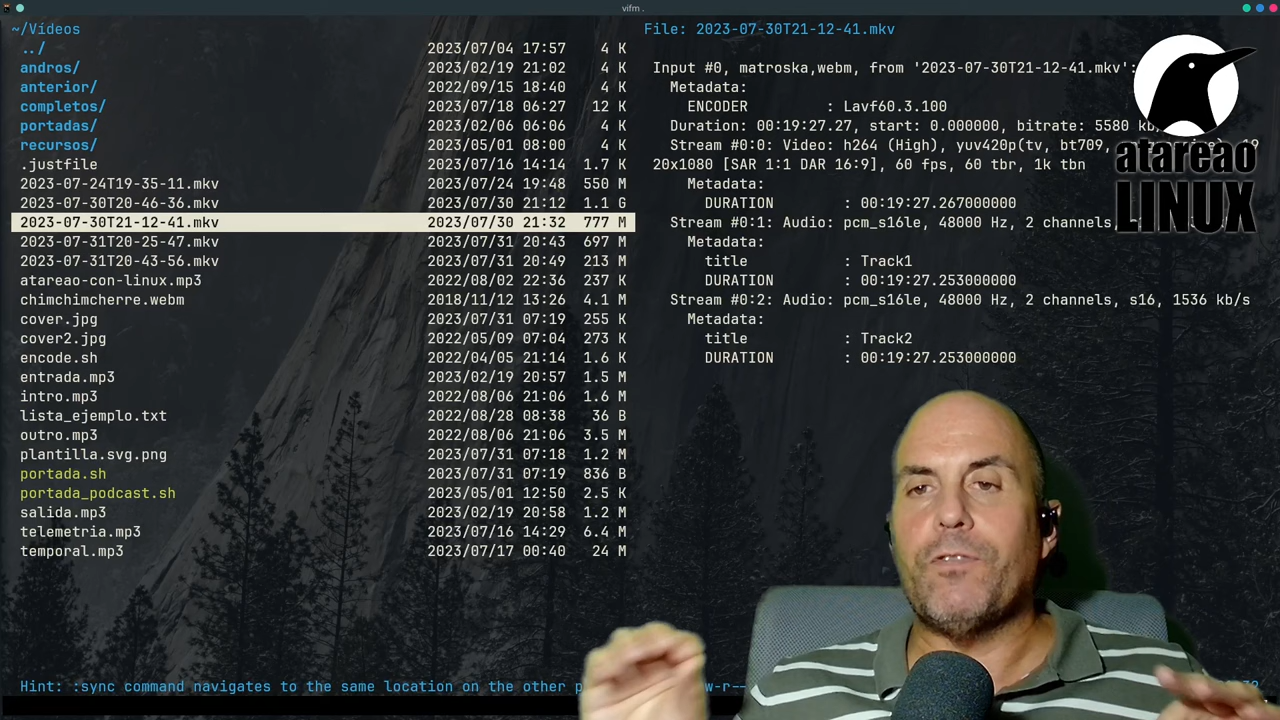 vifm .
~/Vídeos
../ 2023/07/04 17:57 4 K
andros/ 2023/02/19 21:02 4 K
anterior/ 2022/09/15 18:40 4 K
completos/ 2023/07/18 06:27 12 K
portadas/ 2023/02/06 06:06 4 K
recursos/ 2023/05/01 08:00 4 K
.justfile 2023/07/16 14:14 1.7 K
2023-07-24T19-35-11.mkv 2023/07/24 19:48 550 M
2023-07-30T20-46-36.mkv 2023/07/30 21:12 1.1 G
2023-07-30T21-12-41.mkv 2023/07/30 21:32 777 M
2023-07-31T20-25-47.mkv 2023/07/31 20:43 697 M
2023-07-31T20-43-56.mkv 2023/07/31 20:49 213 M
atareao-con-linux.mp3 2022/08/02 22:36 237 K
chimchimcherre.webm 2018/11/12 13:26 4.1 M
cover.jpg 2023/07/31 07:19 255 K
cover2.jpg 2022/05/09 07:04 273 K
encode.sh 2022/04/05 21:14 1.6 K
entrada.mp3 2023/02/19 20:57 1.5 M
intro.mp3 2022/08/06 21:06 1.6 M
lista_ejemplo.txt 2022/08/28 08:38 36 B
outro.mp3 2022/08/06 21:06 3.5 M
plantilla.svg.png 2023/07/31 07:18 1.2 M
portada.sh 2023/07/31 07:19 836 B
portada_podcast.sh 2023/05/01 12:50 2.5 K
salida.mp3 2023/02/19 20:58 1.2 M
telemetria.mp3 2023/07/16 14:29 6.4 M
temporal.mp3 2023/07/17 00:40 24 M
File: 2023-07-30T21-12-41.mkv
Input #0, matroska,webm, from '2023-07-30T21-12-41.mkv':
Metadata:
ENCODER : Lavf60.3.100
Duration: 00:19:27.27, start: 0.000000, bitrate: 5580 kb/
Stream #0:0: Video: h264 (High), yuv420p(tv, bt709, 19
20x1080 [SAR 1:1 DAR 16:9], 60 fps, 60 tbr, 1k tbn
Metadata:
DURATION : 00:19:27.267000000
Stream #0:1: Audio: pcm_s16le, 48000 Hz, 2 channels,
Metadata:
title : Track1
DURATION : 00:19:27.253000000
Stream #0:2: Audio: pcm_s16le, 48000 Hz, 2 channels, s16, 1536 kb/s
Metadata:
title : Track2
DURATION : 00:19:27.253000000
atareao
LINUX
Hint: :sync command navigates to the same location on the other p